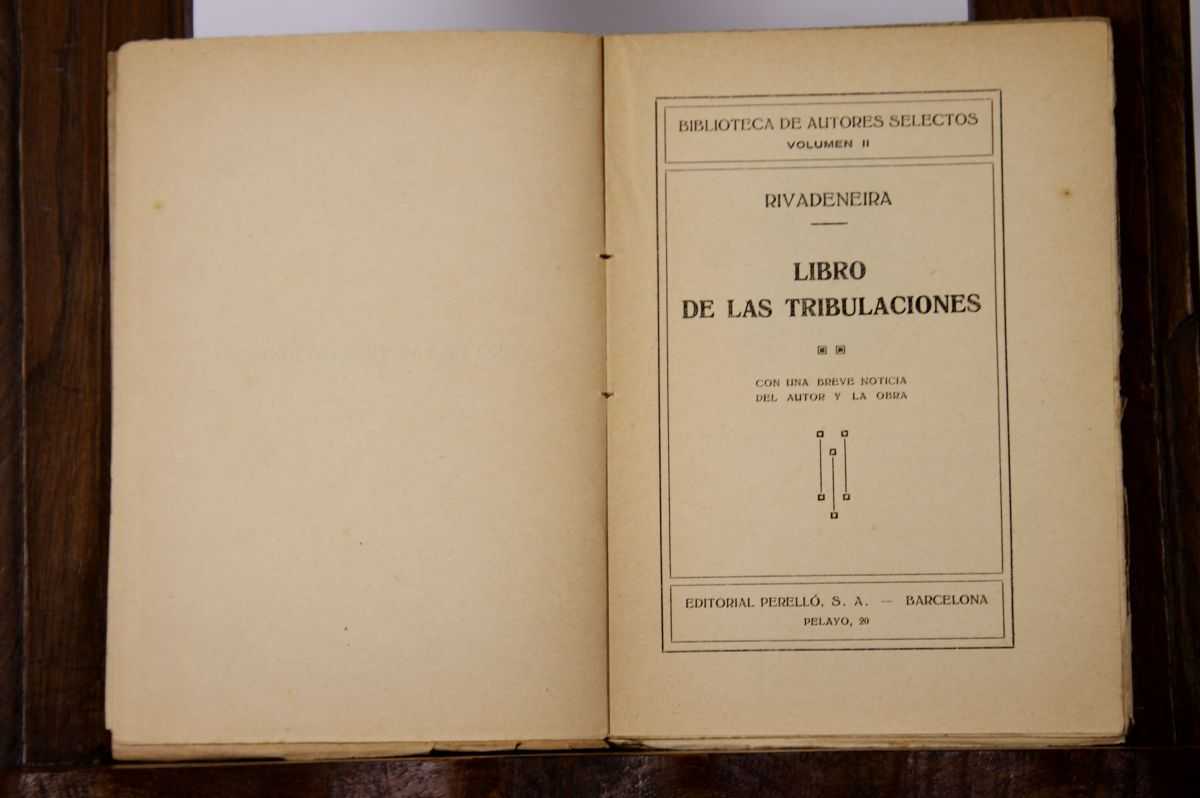 BIBLIOTECA DE AUTORES SELECTOS
VOLUMEN II
RIVADENEIRA
LIBRO
DE LAS TRIBULACIONES
CON UNA BREVE NOTICIA
DEL AUTOR Y LA OBRA
EDITORIAL PERELLÓ, S. A. — BARCELONA
PELAYO, 20